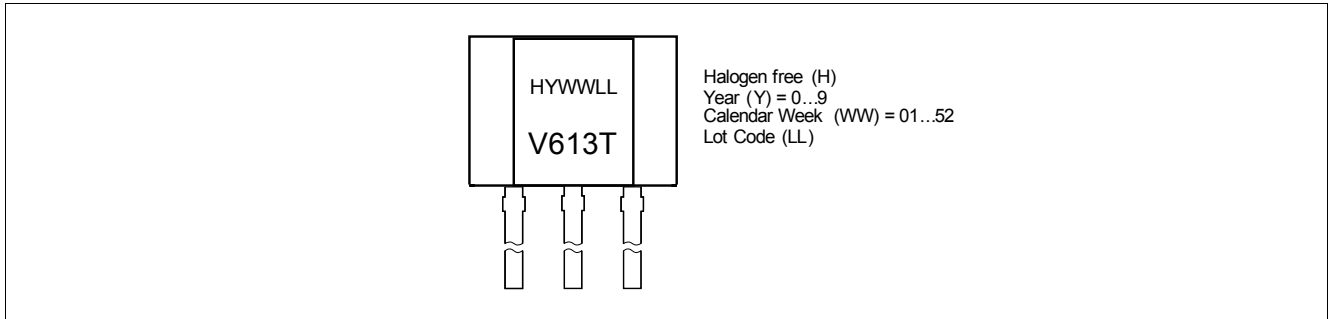 HYWWLL
V613T
Halogen free (H)
Year (Y) = 0...9
Calendar Week (WW) = 01...52
Lot Code (LL)